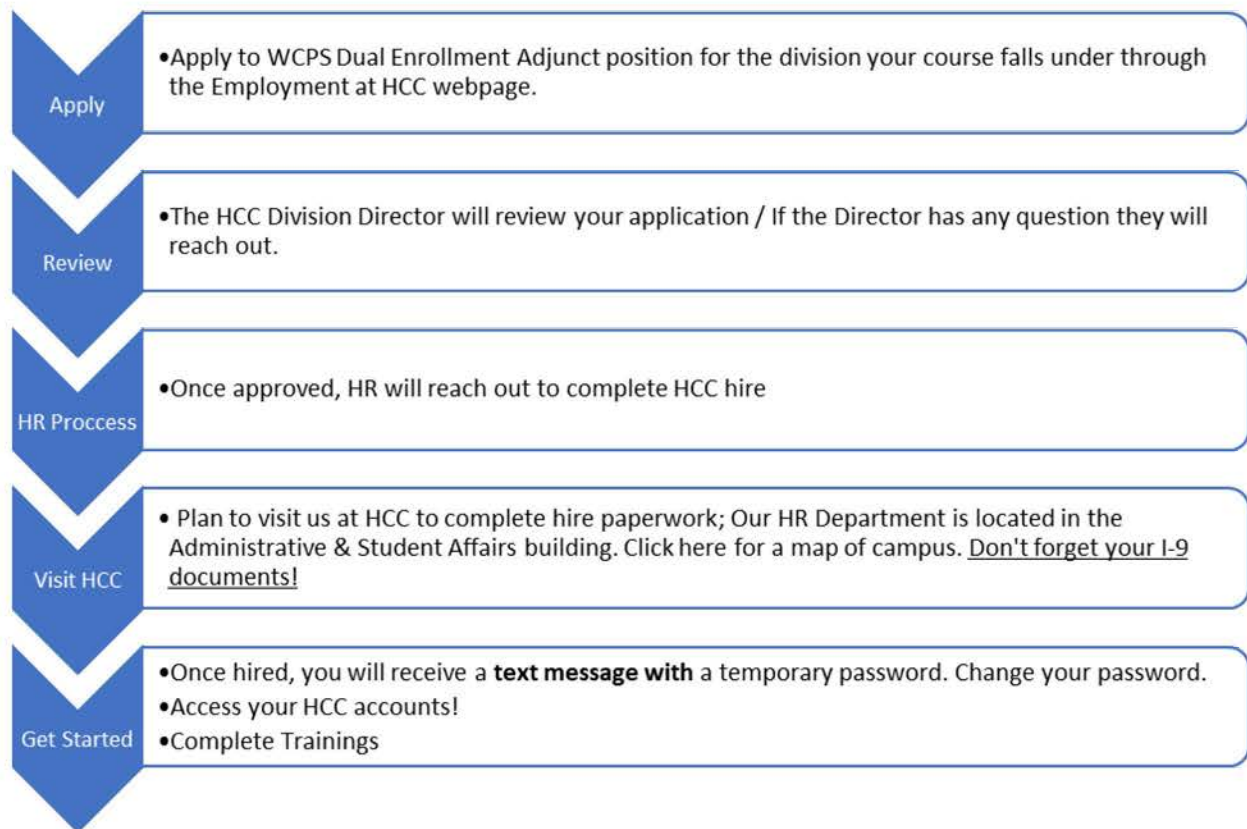 Apply
•Apply to WCPS Dual Enrollment Adjunct position for the division your course falls under through
the Employment at HCC webpage.
Review
•The HCC Division Director will review your application / If the Director has any question they will
reach out.
HR Proccess
•Once approved, HR will reach out to complete HCC hire
Visit HCC
• Plan to visit us at HCC to complete hire paperwork; Our HR Department is located in the
Administrative & Student Affairs building. Click here for a map of campus. Don't forget your I-9
documents!
Get Started
•Once hired, you will receive a text message with a temporary password. Change your password.
•Access your HCC accounts!
•Complete Trainings